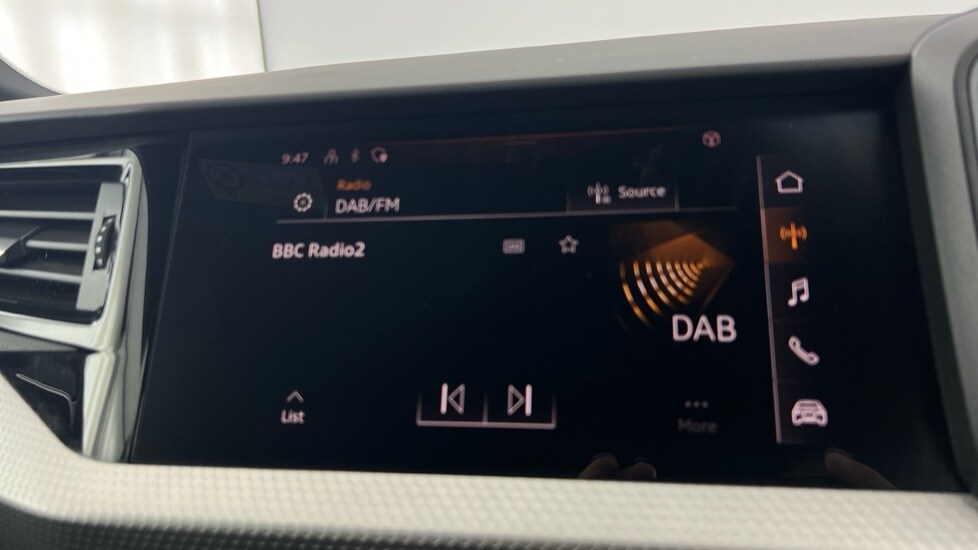 9:47
Radio
DAB/FM
Source
BBC Radio2
DAB
List
More